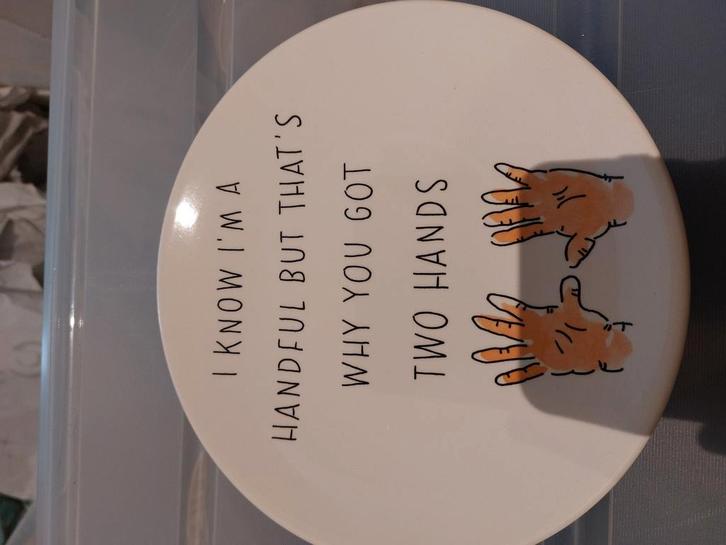 I KNOW I'M A
HANDFUL BUT THAT'S
WHY YOU GOT
TWO HANDS